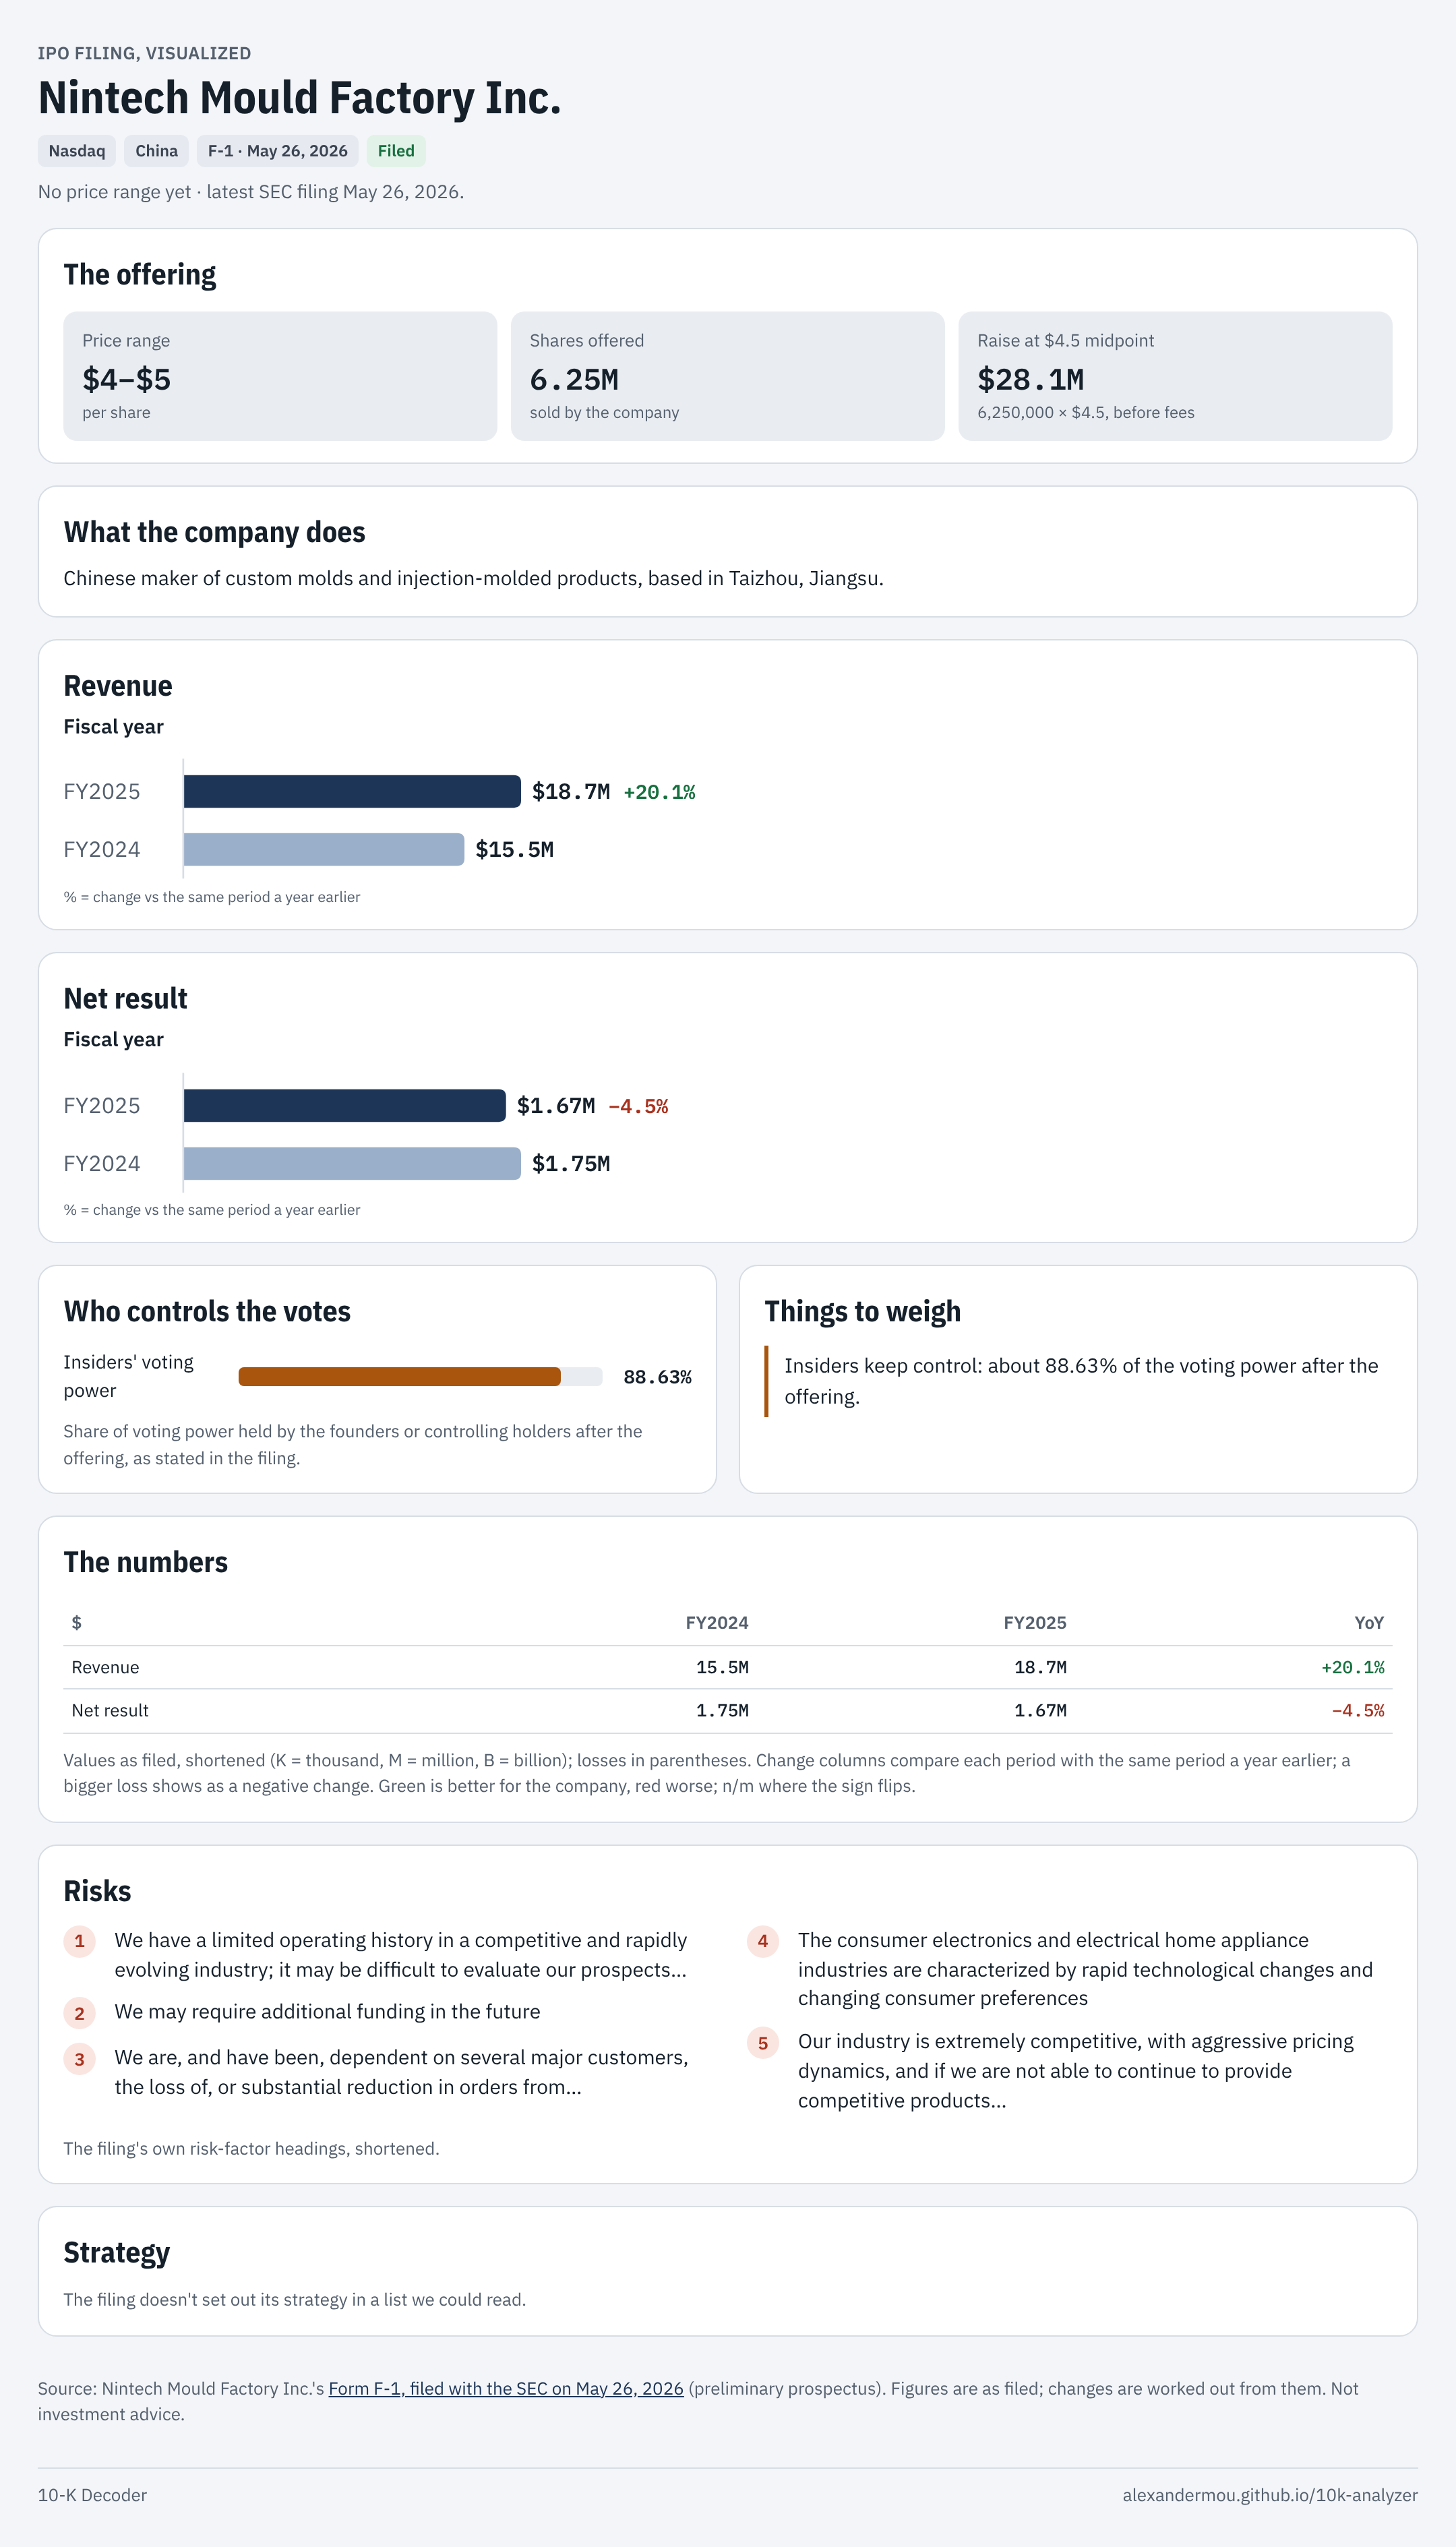 IPO FILING, VISUALIZED
Nintech Mould Factory Inc.
Nasdaq China F-1 · May 26, 2026 Filed
No price range yet · latest SEC filing May 26, 2026.
The offering
Price range
$4–$5
per share
Shares offered
6.25M
sold by the company
Raise at $4.5 midpoint
$28.1M
6,250,000 × $4.5, before fees
What the company does
Chinese maker of custom molds and injection-molded products, based in Taizhou, Jiangsu.
Revenue
Fiscal year
FY2025 $18.7M +20.1%
FY2024 $15.5M
% = change vs the same period a year earlier
Net result
Fiscal year
FY2025 $1.67M −4.5%
FY2024 $1.75M
% = change vs the same period a year earlier
Who controls the votes
Insiders' voting
power
88.63%
Share of voting power held by the founders or controlling holders after the
offering, as stated in the filing.
Things to weigh
Insiders keep control: about 88.63% of the voting power after the
offering.
The numbers
$ FY2024 FY2025 YoY
Revenue 15.5M 18.7M +20.1%
Net result 1.75M 1.67M −4.5%
Values as filed, shortened (K = thousand, M = million, B = billion); losses in parentheses. Change columns compare each period with the same period a year earlier; a
bigger loss shows as a negative change. Green is better for the company, red worse; n/m where the sign flips.
Risks
1 We have a limited operating history in a competitive and rapidly
evolving industry; it may be difficult to evaluate our prospects…
2 We may require additional funding in the future
3 We are, and have been, dependent on several major customers,
the loss of, or substantial reduction in orders from…
4 The consumer electronics and electrical home appliance
industries are characterized by rapid technological changes and
changing consumer preferences
5 Our industry is extremely competitive, with aggressive pricing
dynamics, and if we are not able to continue to provide
competitive products…
The filing's own risk-factor headings, shortened.
Strategy
The filing doesn't set out its strategy in a list we could read.
Source: Nintech Mould Factory Inc.'s Form F-1, filed with the SEC on May 26, 2026 (preliminary prospectus). Figures are as filed; changes are worked out from them. Not
investment advice.
10-K Decoder
alexandermou.github.io/10k-analyzer